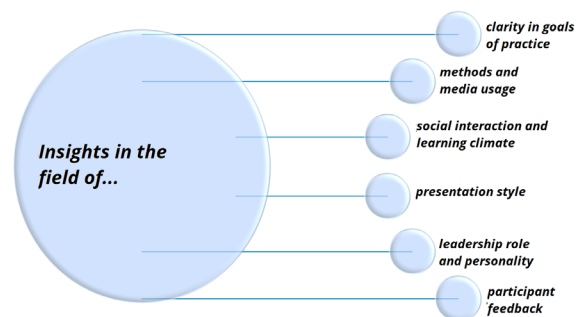 Insights in the
field of...
clarity in goals
of practice
methods and
media usage
social interaction and
learning climate
presentation style
leadership role
and personality
participant
feedback